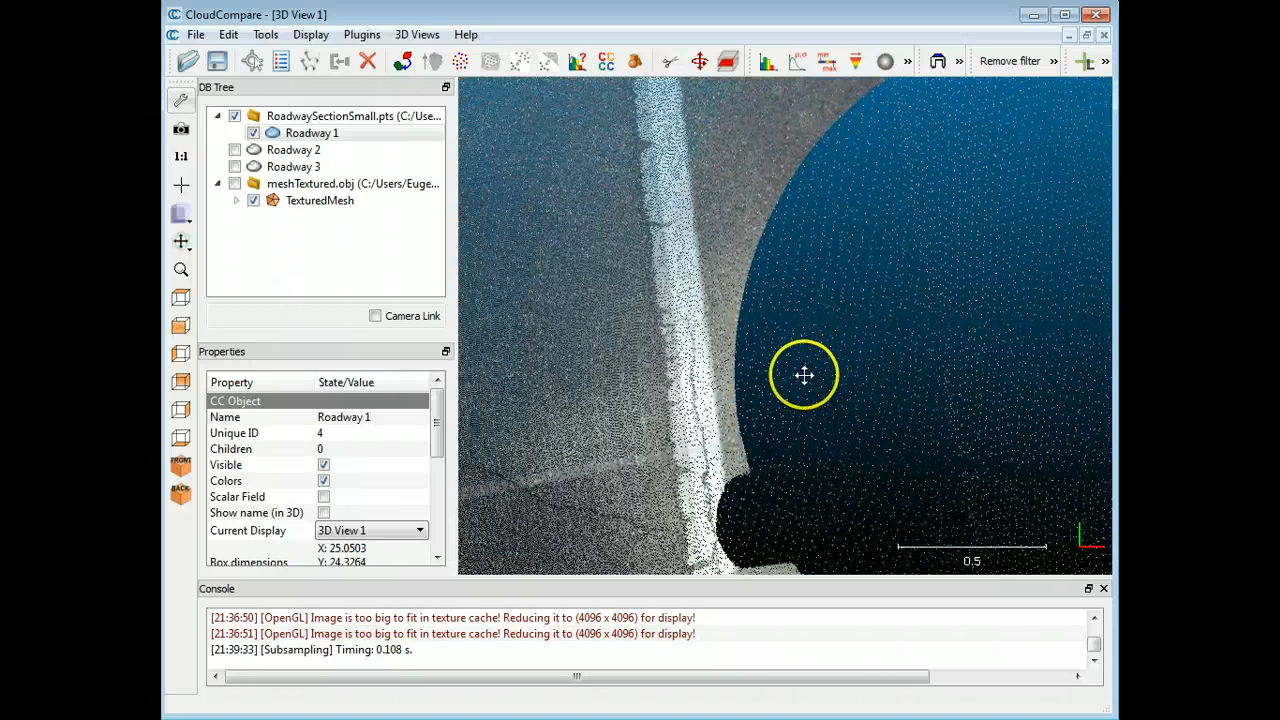 CloudCompare - [3D View 1]
File Edit Tools Display Plugins 3D Views Help
CC CC
σ
min max
»
»
Remove filter »
»
DB Tree
RoadwaySectionSmall.pts (C:/Use...
Roadway 1
Roadway 2
Roadway 3
meshTextured.obj (C:/Users/Euge...
TexturedMesh
Camera Link
1:1
FRONT
BACK
Properties
Property State/Value
CC Object
Name Roadway 1
Unique ID 4
Children 0
Visible
Colors
Scalar Field
Show name (in 3D)
Current Display 3D View 1
X: 25.0503
Box dimensions Y: 24.3264
0.5
Console
[21:36:50] [OpenGL] Image is too big to fit in texture cache! Reducing it to (4096 x 4096) for display!
[21:36:51] [OpenGL] Image is too big to fit in texture cache! Reducing it to (4096 x 4096) for display!
[21:39:33] [Subsampling] Timing: 0.108 s.